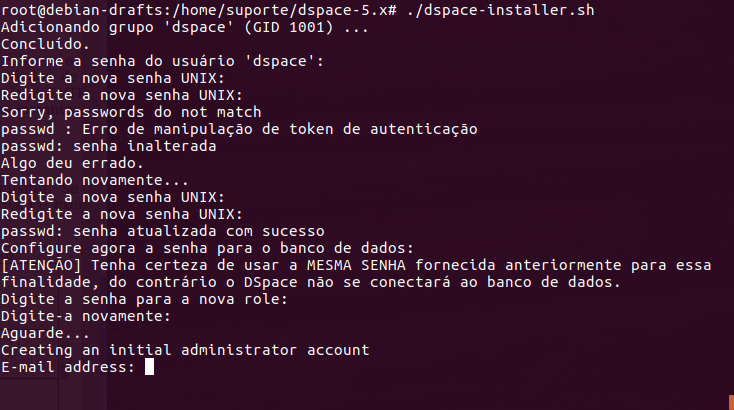 root@debian-drafts:/home/suporte/dspace-5.x# ./dspace-installer.sh
Adicionando grupo 'dspace' (GID 1001) ...
Concluído.
Informe a senha do usuário 'dspace':
Digite a nova senha UNIX:
Redigite a nova senha UNIX:
Sorry, passwords do not match
passwd : Erro de manipulação de token de autenticação
passwd: senha inalterada
Algo deu errado.
Tentando novamente...
Digite a nova senha UNIX:
Redigite a nova senha UNIX:
passwd: senha atualizada com sucesso
Configure agora a senha para o banco de dados:
[ATENÇÃO] Tenha certeza de usar a MESMA SENHA fornecida anteriormente para essa
finalidade, do contrário o DSpace não se conectará ao banco de dados.
Digite a senha para a nova role:
Digite-a novamente:
Aguarde...
Creating an initial administrator account
E-mail address: